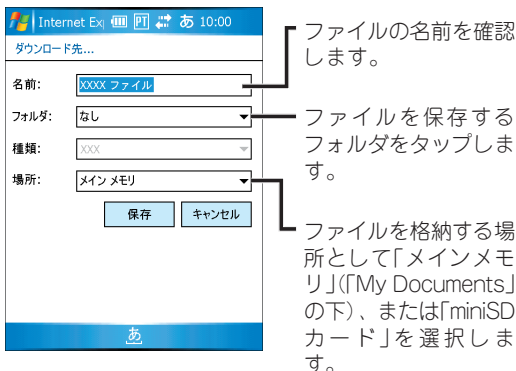 Internet Ex あ 10:00
ダウンロード先...
名前: XXXX ファイル
フォルダ: なし
種類: XXX
場所: メイン メモリ
保存 キャンセル
あ
ファイルの名前を確認
します。
ファイルを保存する
フォルダをタップしま
す。
ファイルを格納する場
所として「メインメモ
リ」(「My Documents」
の下)、または「miniSD
カード」を選択しま
す。